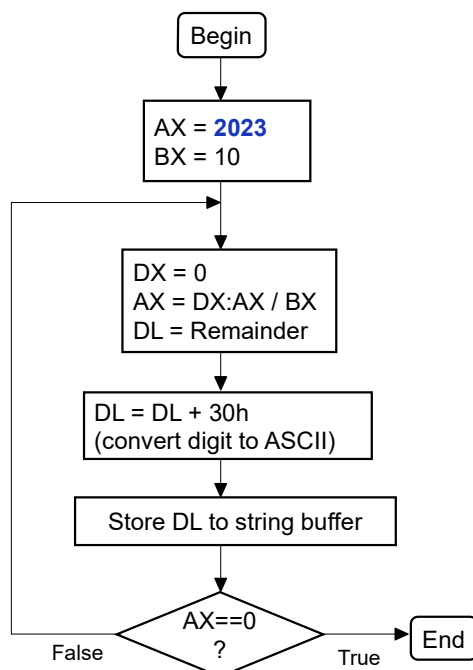 Begin
AX = 2023
BX = 10
DX = 0
AX = DX:AX / BX
DL = Remainder
DL = DL + 30h
(convert digit to ASCII)
Store DL to string buffer
AX==0
?
False
True
End